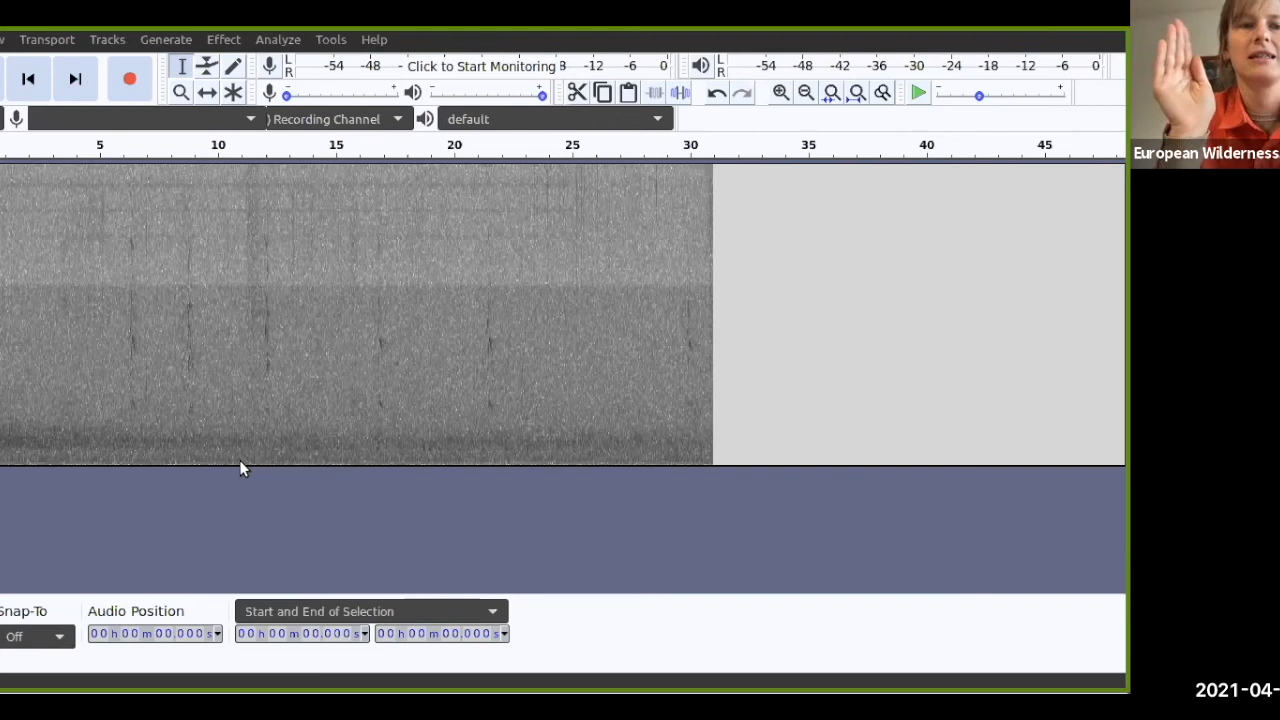 Transport Tracks Generate Effect Analyze Tools Help
L R -54 -48 - Click to Start Monitoring -12 -6 0 L R -54 -48 -42 -36 -30 -24 -18 -12 -6 0
- + - + - +
Recording Channel default
5 10 15 20 25 30 35 40 45
European Wilderness
Snap-To Audio Position Start and End of Selection
Off 00 h 00 m 00.000 s 00 h 00 m 00.000 s 00 h 00 m 00.000 s
2021-04-